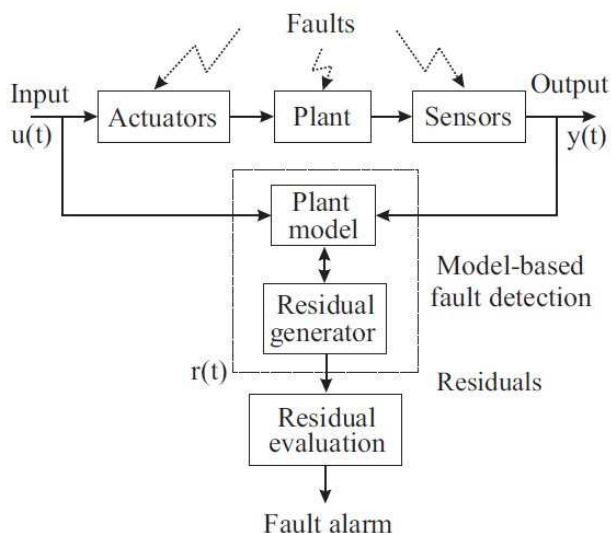 Faults
Input
Output
Actuators
Plant
Sensors
u(t)
y(t)
Plant
model
Model-based
fault detection
Residual
generator
r(t)
Residuals
Residual
evaluation
Fault alarm